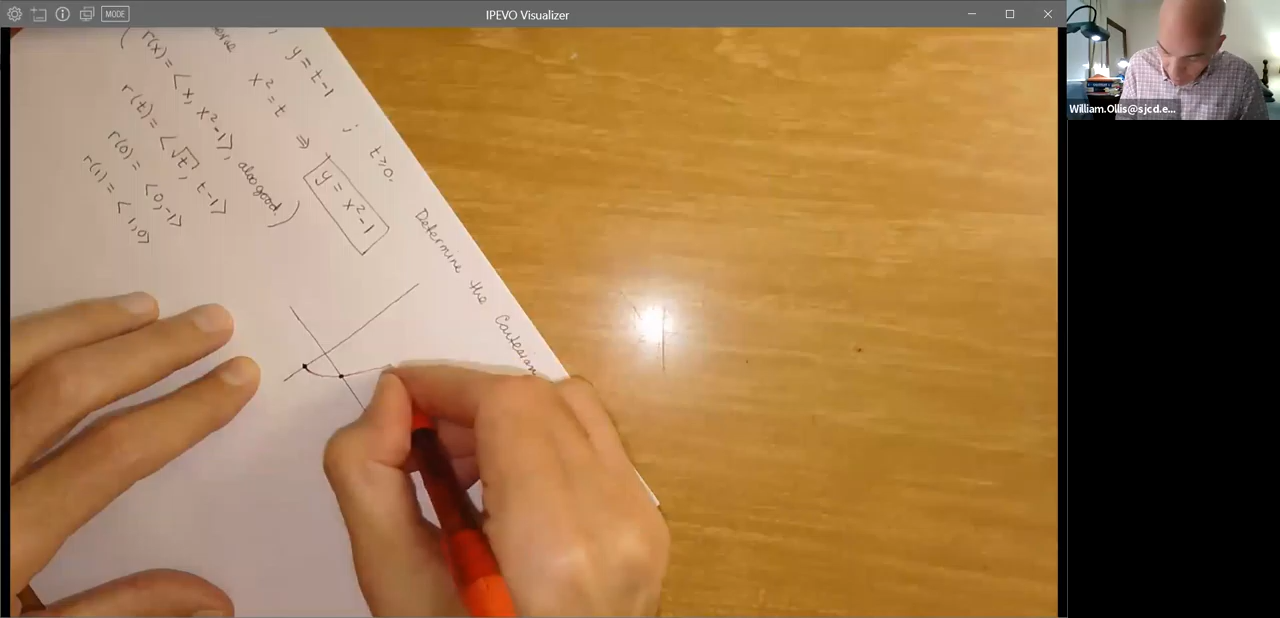 MODE
IPEVO Visualizer
William.Ollis@sjcd.e...
; y = t-1 ; t ≥ 0. Determine the Cartesian
x² = t ⇒ y = x²-1
( r(x) = ⟨x, x²-1⟩, also good. )
r(t) = ⟨√t, t-1⟩
r(0) = ⟨0,-1⟩
r(1) = ⟨1,0⟩